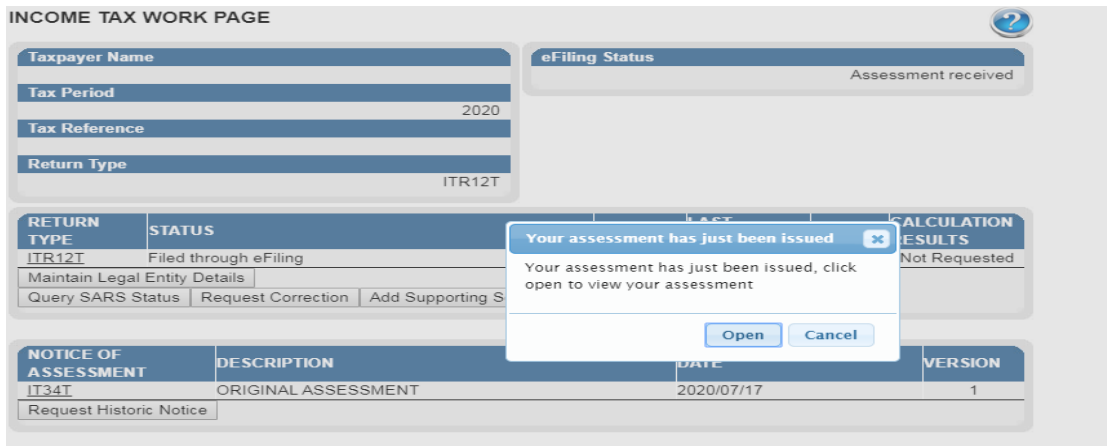 INCOME TAX WORK PAGE
?
Taxpayer Name
Tax Period
2020
Tax Reference
Return Type
ITR12T
eFiling Status
Assessment received
RETURN TYPE STATUS LAST CALCULATION RESULTS
ITR12T Filed through eFiling Not Requested
Maintain Legal Entity Details
Query SARS Status Request Correction Add Supporting S
Your assessment has just been issued
Your assessment has just been issued, click
open to view your assessment
Open Cancel
NOTICE OF ASSESSMENT DESCRIPTION DATE VERSION
IT34T ORIGINAL ASSESSMENT 2020/07/17 1
Request Historic Notice